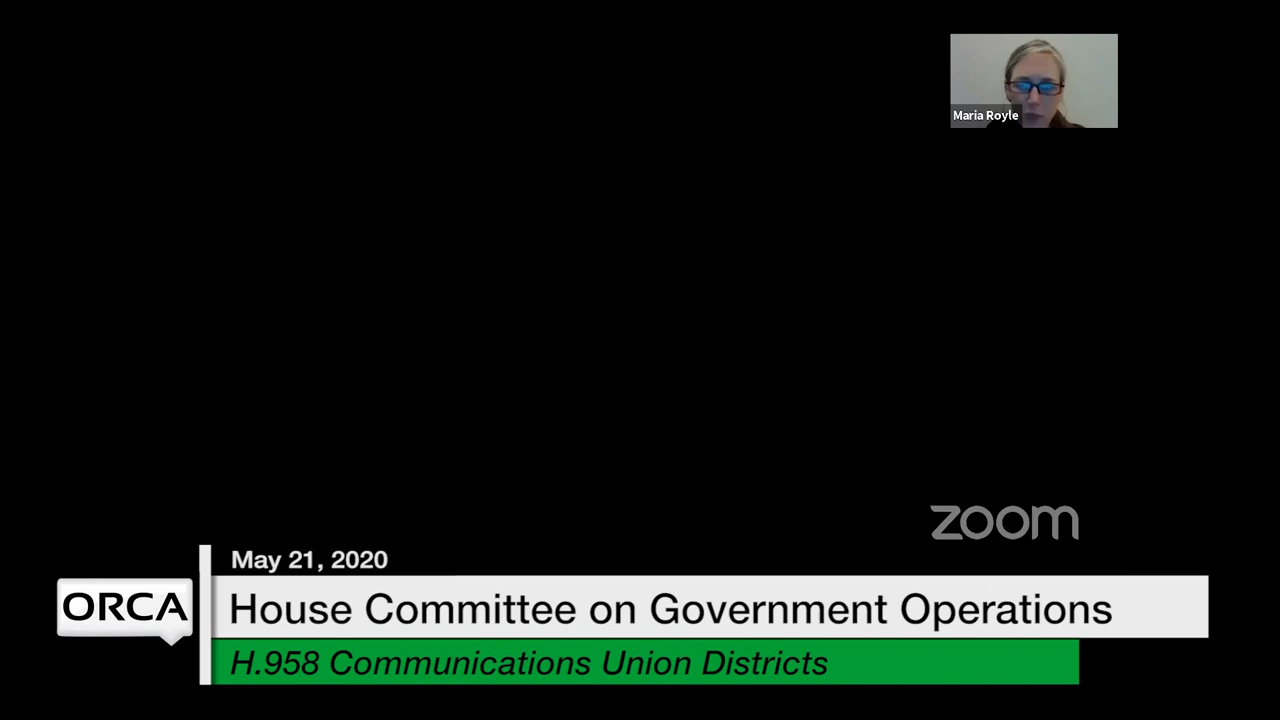 Maria Royle
zoom
May 21, 2020
ORCA
House Committee on Government Operations
H.958 Communications Union Districts